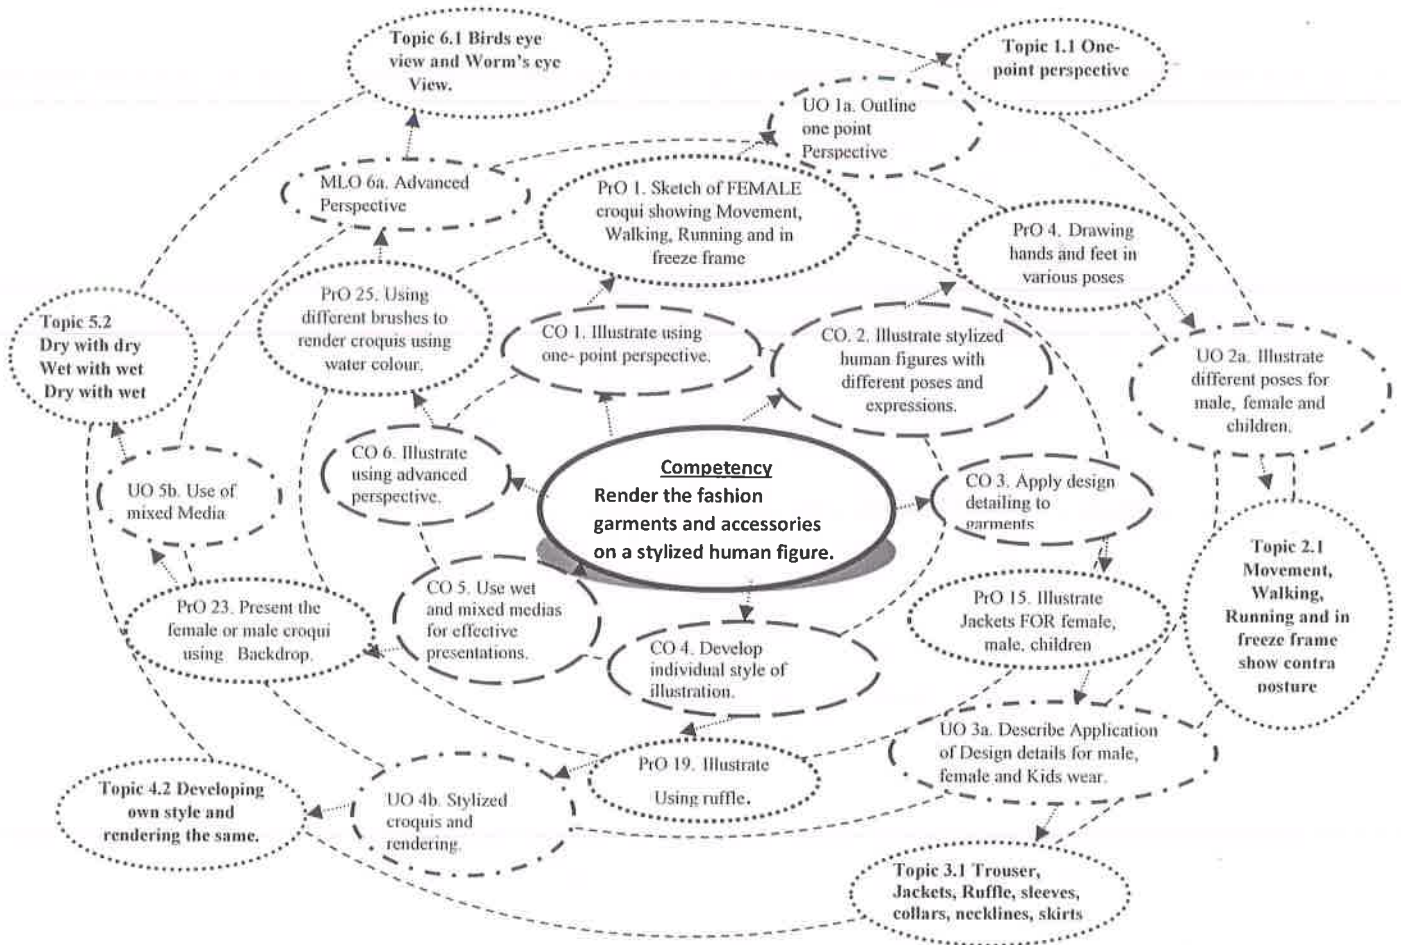 Topic 6.1 Birds eye
view and Worm's eye
View.
Topic 1.1 One-
point perspective
UO 1a. Outline
one point
Perspective
MLO 6a. Advanced
Perspective
PrO 1. Sketch of FEMALE
croqui showing Movement,
Walking, Running and in
freeze frame
PrO 4. Drawing
hands and feet in
various poses
PrO 25. Using
different brushes to
render croquis using
water colour.
Topic 5.2
Dry with dry
Wet with wet
Dry with wet
CO 1. Illustrate using
one- point perspective.
CO. 2. Illustrate stylized
human figures with
different poses and
expressions.
UO 2a. Illustrate
different poses for
male, female and
children.
CO 6. Illustrate
using advanced
perspective.
Competency
Render the fashion
garments and accessories
on a stylized human figure.
CO 3. Apply design
detailing to
garments
UO 5b. Use of
mixed Media
Topic 2.1
Movement,
Walking,
Running and in
freeze frame
show contra
posture
CO 5. Use wet
and mixed medias
for effective
presentations.
PrO 23. Present the
female or male croqui
using Backdrop.
PrO 15. Illustrate
Jackets FOR female,
male, children
CO 4. Develop
individual style of
illustration.
UO 3a. Describe Application
of Design details for male,
female and Kids wear.
PrO 19. Illustrate
Using ruffle.
Topic 4.2 Developing
own style and
rendering the same.
UO 4b. Stylized
croquis and
rendering.
Topic 3.1 Trouser,
Jackets, Ruffle, sleeves,
collars, necklines, skirts